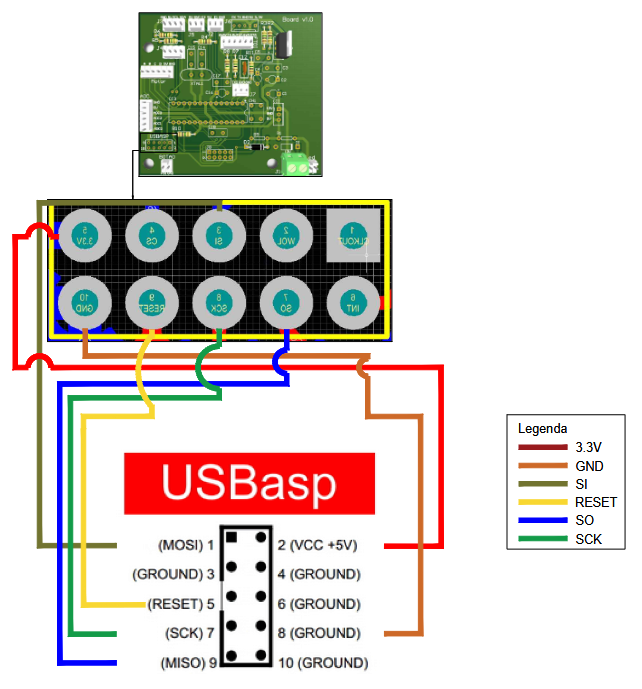 Board v1.0
5
3.3V
4
CS
3
SI
2
WOL
1
CLKOUT
10
GND
9
RESET
8
SCK
7
SO
6
INT
Legenda
3.3V
GND
SI
RESET
SO
SCK
USBasp
(MOSI) 1
2 (VCC +5V)
(GROUND) 3
4 (GROUND)
(RESET) 5
6 (GROUND)
(SCK) 7
8 (GROUND)
(MISO) 9
10 (GROUND)